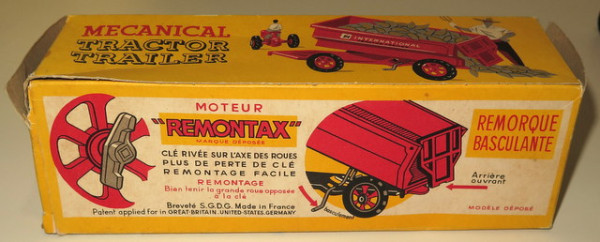 MECANICAL
TRACTOR
TRAILER
INTERNATIONAL
MOTEUR
"REMONTAX"
MARQUE DÉPOSÉE
CLÉ RIVÉE SUR L'AXE DES ROUES
PLUS DE PERTE DE CLÉ
REMONTAGE FACILE
REMONTAGE
Bien tenir la grande roue opposée
à la clé
Breveté S.G.D.G. Made in France
Patent applied for in GREAT-BRITAIN, UNITED-STATES, GERMANY
basculement
REMORQUE
BASCULANTE
Arrière
ouvrant
MODÈLE DÉPOSÉ